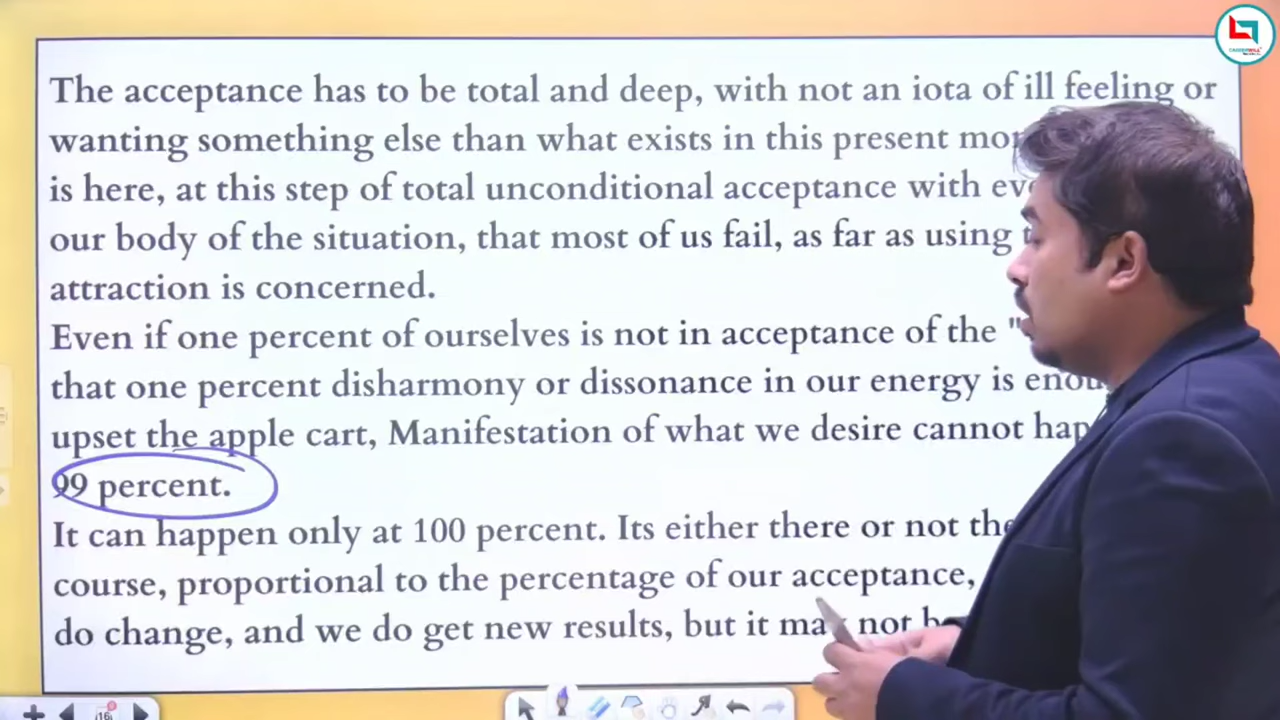 The acceptance has to be total and deep, with not an iota of ill feeling or
wanting something else than what exists in this present
is here, at this step of total unconditional acceptance with
our body of the situation, that most of us fail, as far as using
attraction is concerned.
Even if one percent of ourselves is not in acceptance of the "
that one percent disharmony or dissonance in our energy is
upset the apple cart, Manifestation of what we desire cannot
99 percent.
It can happen only at 100 percent. Its either there or not
course, proportional to the percentage of our acceptance,
do change, and we do get new results, but it may not
CAREERWILL
16